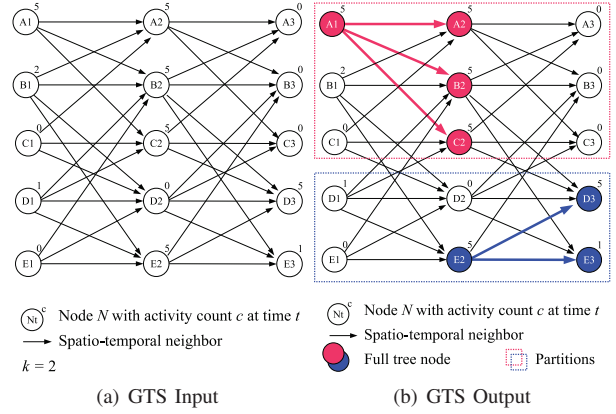 5 5 0
A1 A2 A3
2 5 0
B1 B2 B3
0 5 0
C1 C2 C3
1 0 5
D1 D2 D3
0 5 1
E1 E2 E3
Nt c Node N with activity count c at time t
Spatio-temporal neighbor
k = 2
(a) GTS Input
5 5 0
A1 A2 A3
2 5 0
B1 B2 B3
0 5 0
C1 C2 C3
1 0 5
D1 D2 D3
0 5 1
E1 E2 E3
Nt c Node N with activity count c at time t
Spatio-temporal neighbor
Full tree node Partitions
(b) GTS Output